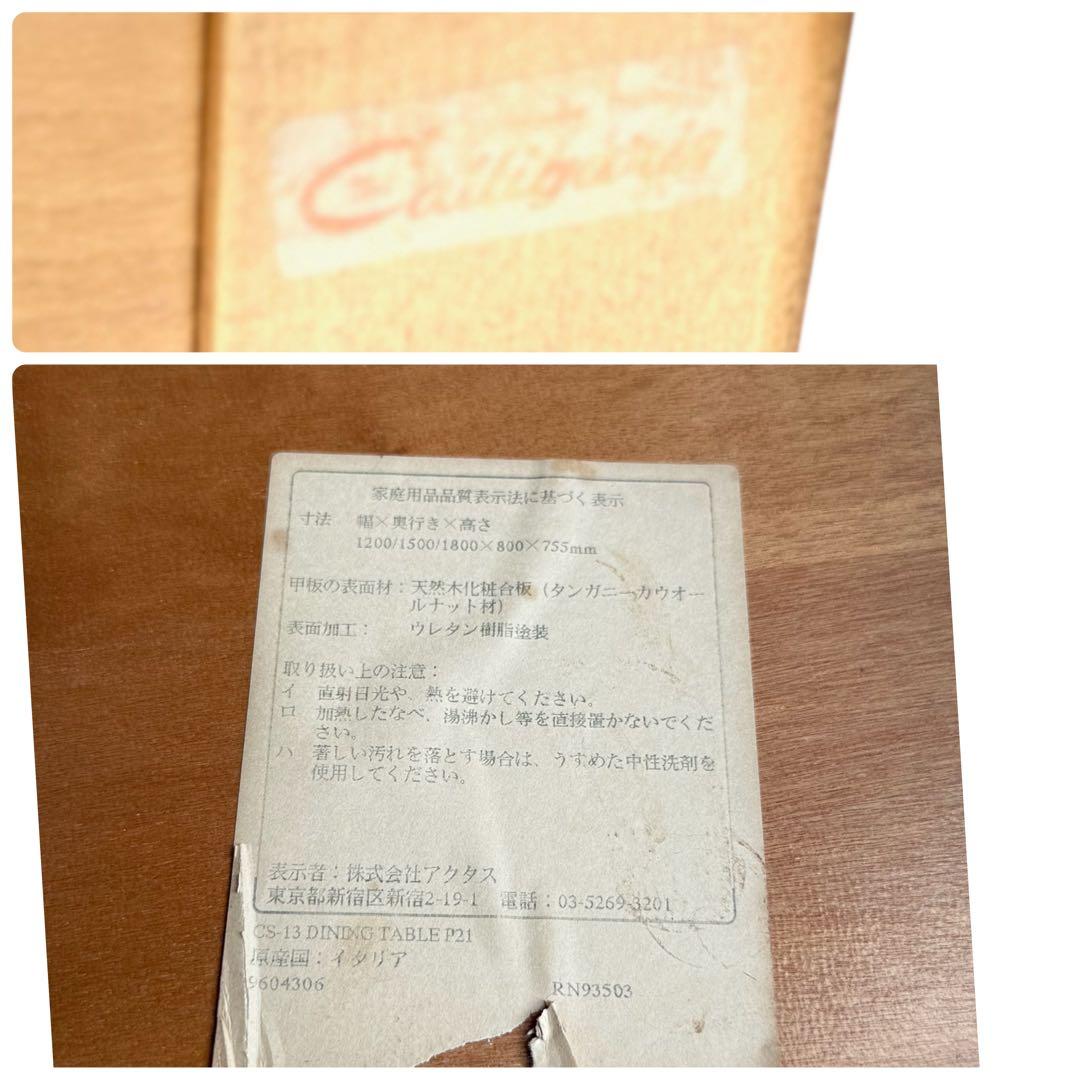 Calligaris
家庭用品品質表示法に基づく表示
寸法 幅×奥行き×高さ
1200/1500/1800×800×755mm
甲板の表面材：天然木化粧合板（タンガニーカウオー
ルナット材）
表面加工： ウレタン樹脂塗装
取り扱い上の注意：
イ 直射日光や、熱を避けてください。
ロ 加熱したなべ、湯沸かし等を直接置かないでくだ
さい。
ハ 著しい汚れを落とす場合は、うすめた中性洗剤を
使用してください。
表示者：株式会社アクタス
東京都新宿区新宿2-19-1 電話：03-5269-3201
CS-13 DINING TABLE P21
原産国：イタリア
9604306 RN93503